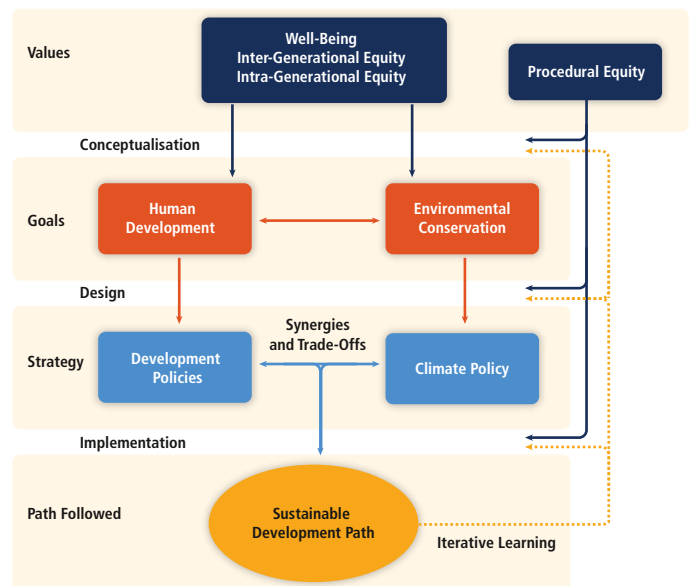 Values
Well-Being
Inter-Generational Equity
Intra-Generational Equity
Procedural Equity
Conceptualisation
Goals
Human
Development
Environmental
Conservation
Design
Strategy
Development
Policies
Synergies
and Trade-Offs
Climate Policy
Implementation
Path Followed
Sustainable
Development Path
Iterative Learning